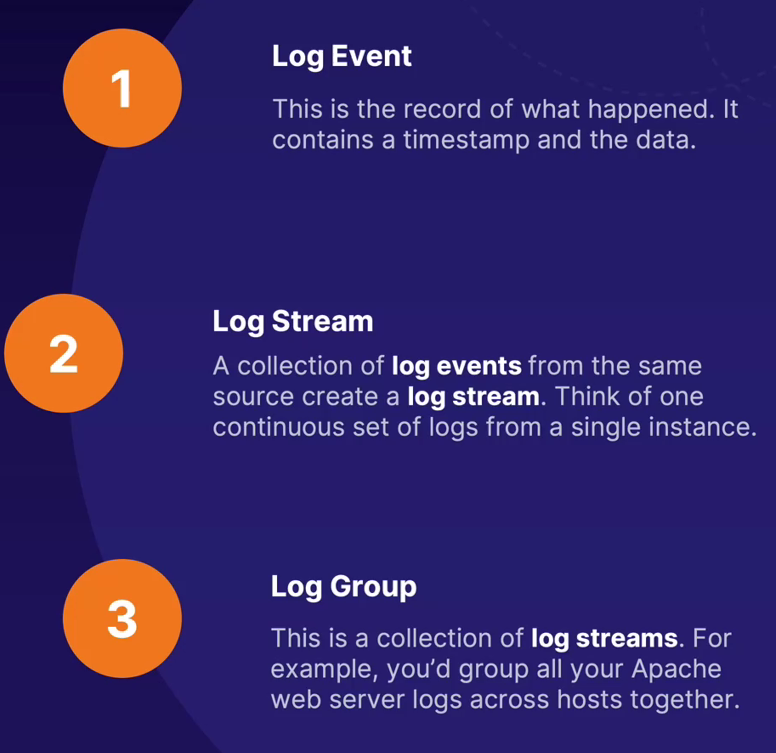 1
Log Event
This is the record of what happened. It
contains a timestamp and the data.
2
Log Stream
A collection of log events from the same
source create a log stream. Think of one
continuous set of logs from a single instance.
3
Log Group
This is a collection of log streams. For
example, you’d group all your Apache
web server logs across hosts together.